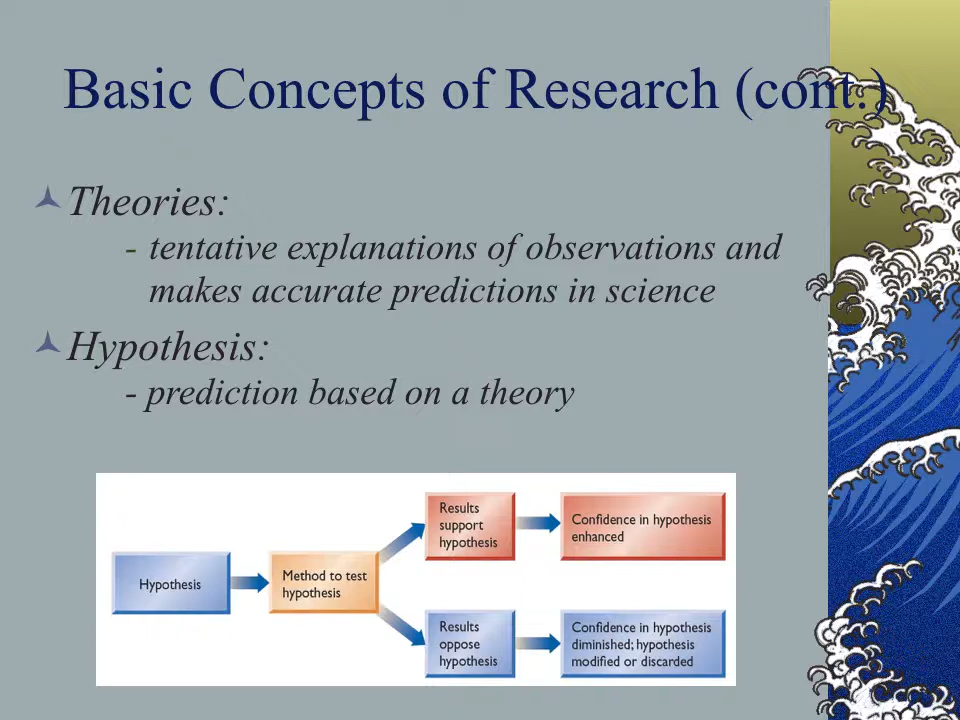 Basic Concepts of Research (cont.)
Theories:
- tentative explanations of observations and
makes accurate predictions in science
Hypothesis:
- prediction based on a theory
Hypothesis
Method to test
hypothesis
Results
support
hypothesis
Confidence in hypothesis
enhanced
Results
oppose
hypothesis
Confidence in hypothesis
diminished; hypothesis
modified or discarded